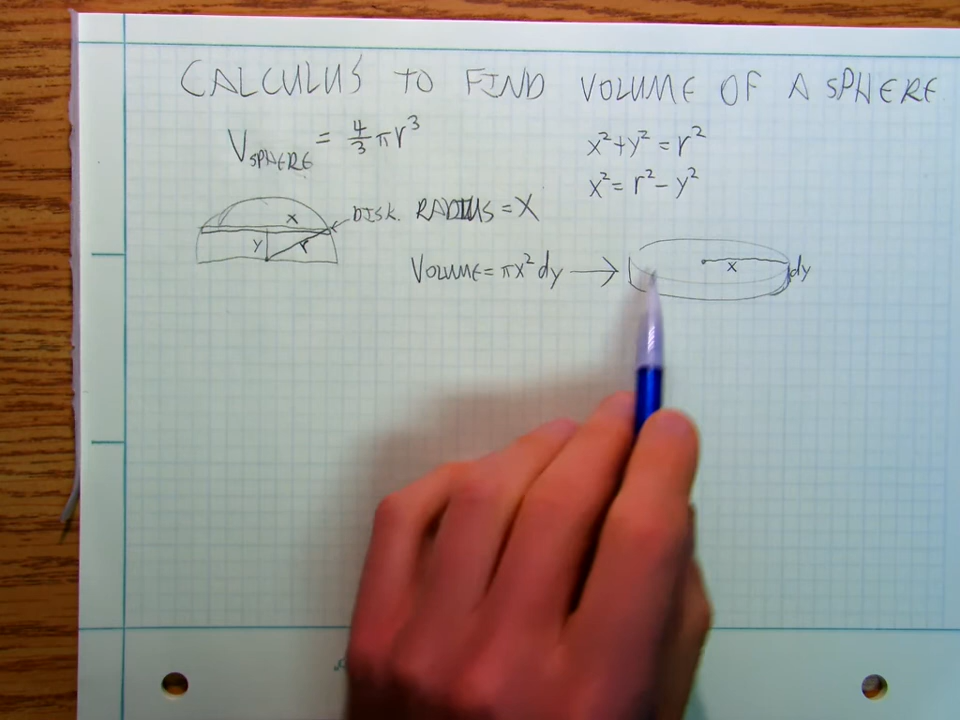 CALCULUS TO FIND VOLUME OF A SPHERE
V_SPHERE = 4/3 πr³
x²+y² = r²
x² = r² − y²
x
y
r
DISK. RADIUS = X
VOLUME = πx² dy →
x
dy